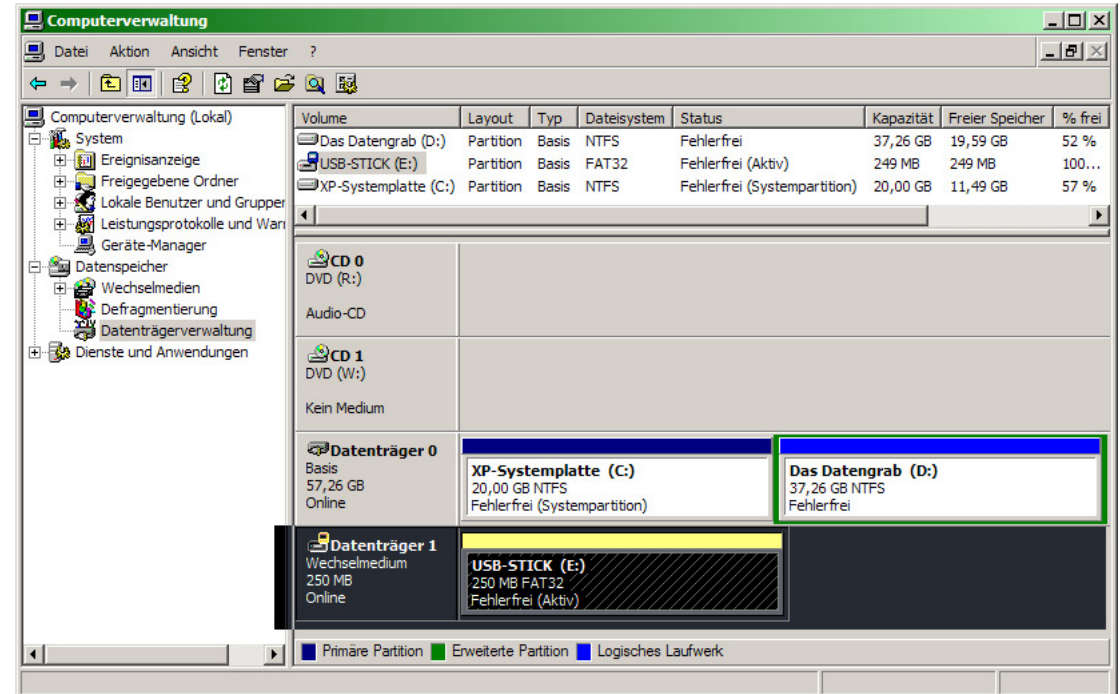 Computerverwaltung
Datei Aktion Ansicht Fenster ?
Computerverwaltung (Lokal)
System
Ereignisanzeige
Freigegebene Ordner
Lokale Benutzer und Gruppen
Leistungsprotokolle und Warn
Geräte-Manager
Datenspeicher
Wechselmedien
Defragmentierung
Datenträgerverwaltung
Dienste und Anwendungen
Volume Layout Typ Dateisystem Status Kapazität Freier Speicher % frei
Das Datengrab (D:) Partition Basis NTFS Fehlerfrei 37,26 GB 19,59 GB 52 %
USB-STICK (E:) Partition Basis FAT32 Fehlerfrei (Aktiv) 249 MB 249 MB 100...
XP-Systemplatte (C:) Partition Basis NTFS Fehlerfrei (Systempartition) 20,00 GB 11,49 GB 57 %
CD 0
DVD (R:)
Audio-CD
CD 1
DVD (W:)
Kein Medium
Datenträger 0
Basis
57,26 GB
Online
XP-Systemplatte (C:)
20,00 GB NTFS
Fehlerfrei (Systempartition)
Das Datengrab (D:)
37,26 GB NTFS
Fehlerfrei
Datenträger 1
Wechselmedium
250 MB
Online
USB-STICK (E:)
250 MB FAT32
Fehlerfrei (Aktiv)
Primäre Partition Erweiterte Partition Logisches Laufwerk